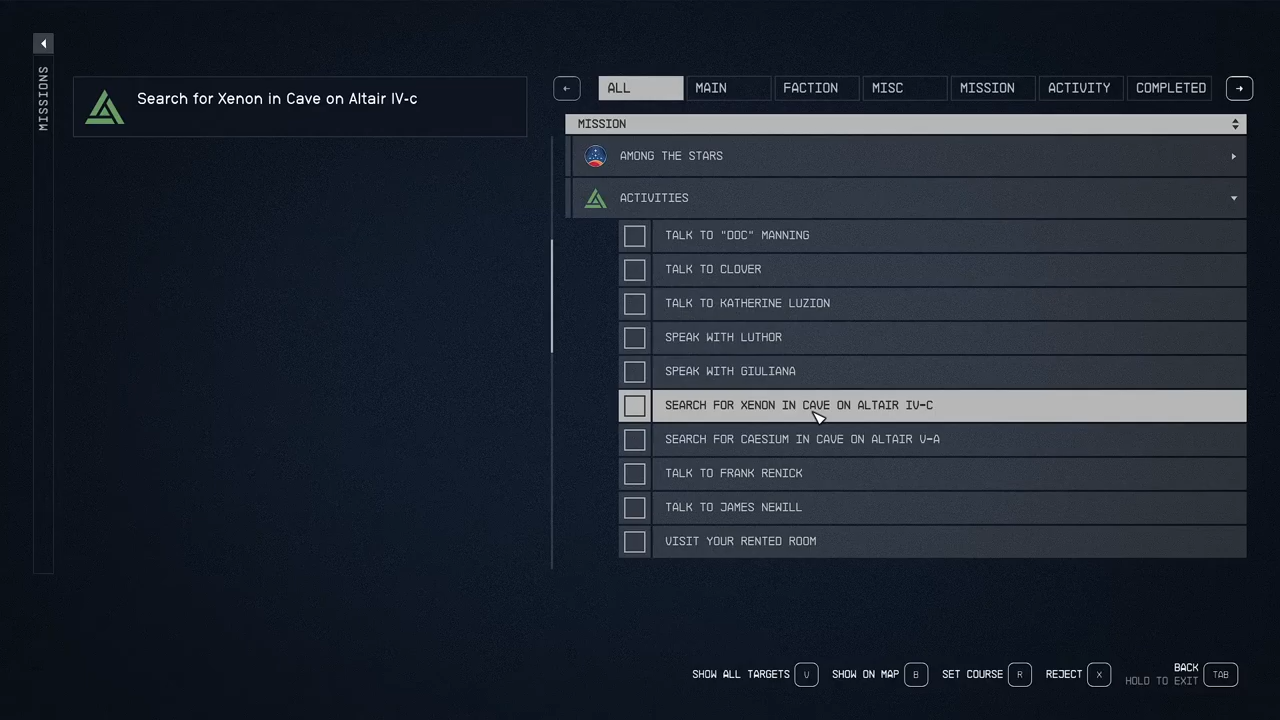 MISSIONS
Search for Xenon in Cave on Altair IV-c
ALL
MAIN
FACTION
MISC
MISSION
ACTIVITY
COMPLETED
MISSION
AMONG THE STARS
ACTIVITIES
TALK TO "DOC" MANNING
TALK TO CLOVER
TALK TO KATHERINE LUZION
SPEAK WITH LUTHOR
SPEAK WITH GIULIANA
SEARCH FOR XENON IN CAVE ON ALTAIR IV-C
SEARCH FOR CAESIUM IN CAVE ON ALTAIR V-A
TALK TO FRANK RENICK
TALK TO JAMES NEWILL
VISIT YOUR RENTED ROOM
SHOW ALL TARGETS V
SHOW ON MAP B
SET COURSE R
REJECT X
BACK
HOLD TO EXIT
TAB